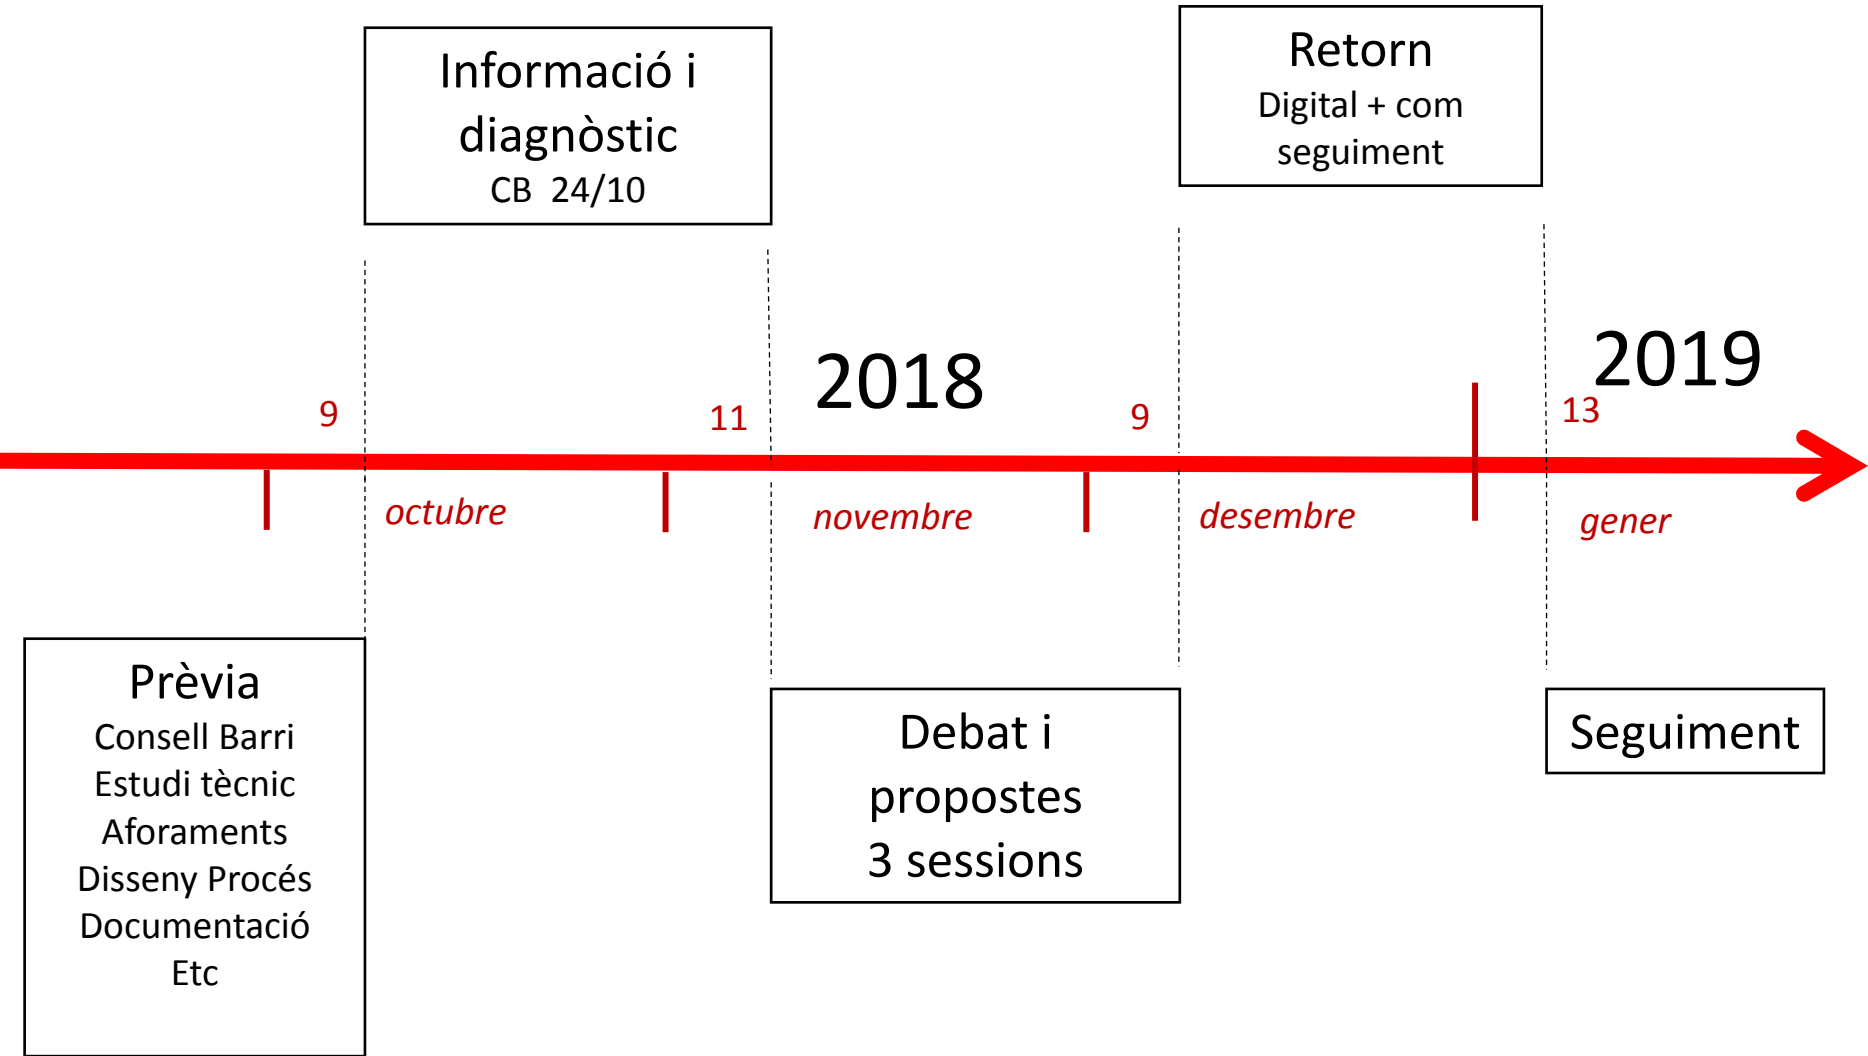 Informació i
diagnòstic
CB 24/10
Retorn
Digital + com
seguiment
2018
2019
9
11
9
13
octubre
novembre
desembre
gener
Prèvia
Consell Barri
Estudi tècnic
Aforaments
Disseny Procés
Documentació
Etc
Debat i
propostes
3 sessions
Seguiment